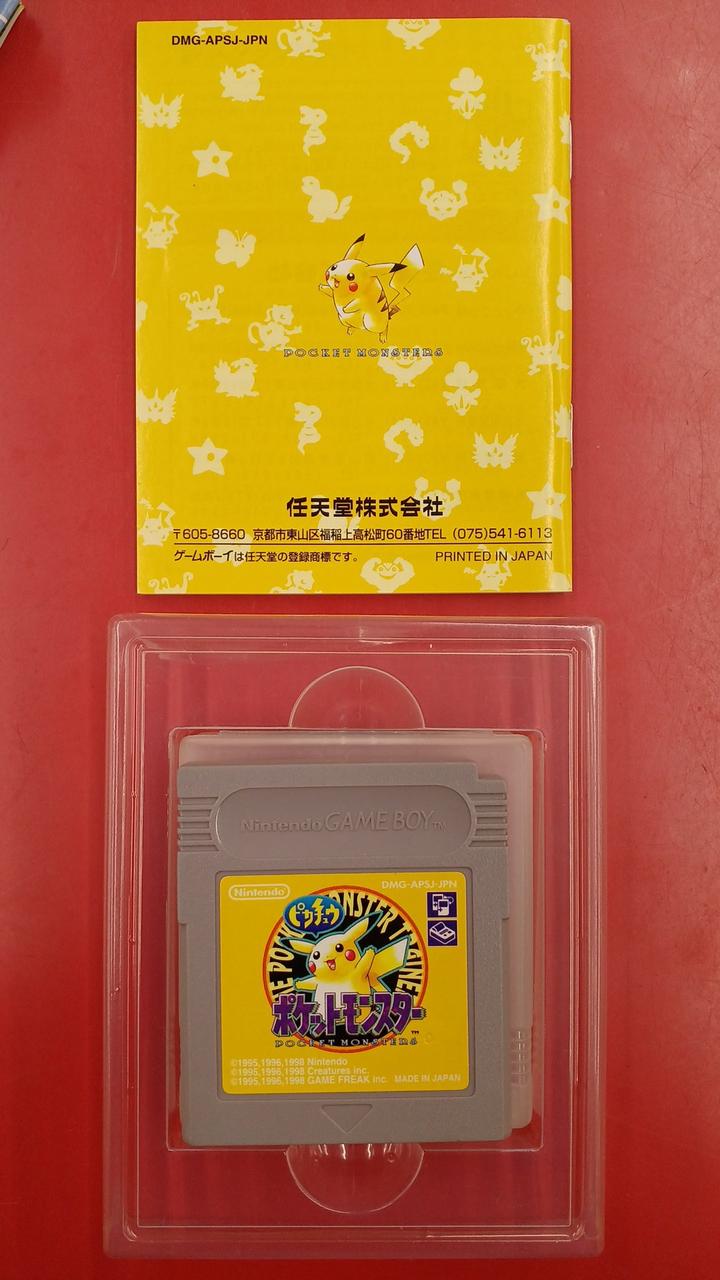 DMG-APSJ-JPN
POCKET MONSTERS
任天堂株式会社
〒605-8660 京都市東山区福稲上高松町60番地TEL (075)541-6113
ゲームボーイは任天堂の登録商標です。 PRINTED IN JAPAN
Nintendo GAME BOY TM
Nintendo
DMG-APSJ-JPN
ピカチュウ
ポケットモンスター TM
POCKET MONSTERS
©1995,1996,1998 Nintendo
©1995,1996,1998 Creatures inc.
©1995,1996,1998 GAME FREAK inc. MADE IN JAPAN